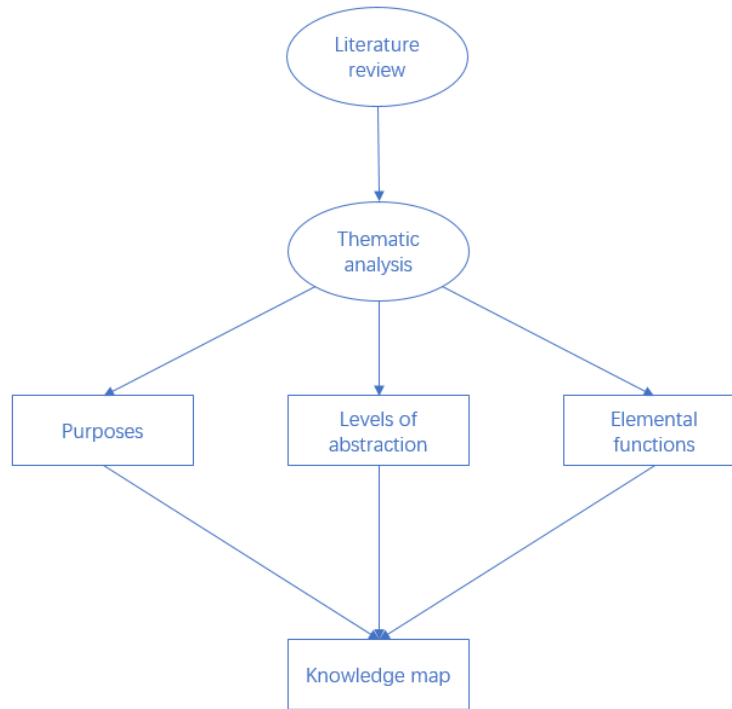 Literature
review
Thematic
analysis
Purposes
Levels of
abstraction
Elemental
functions
Knowledge map